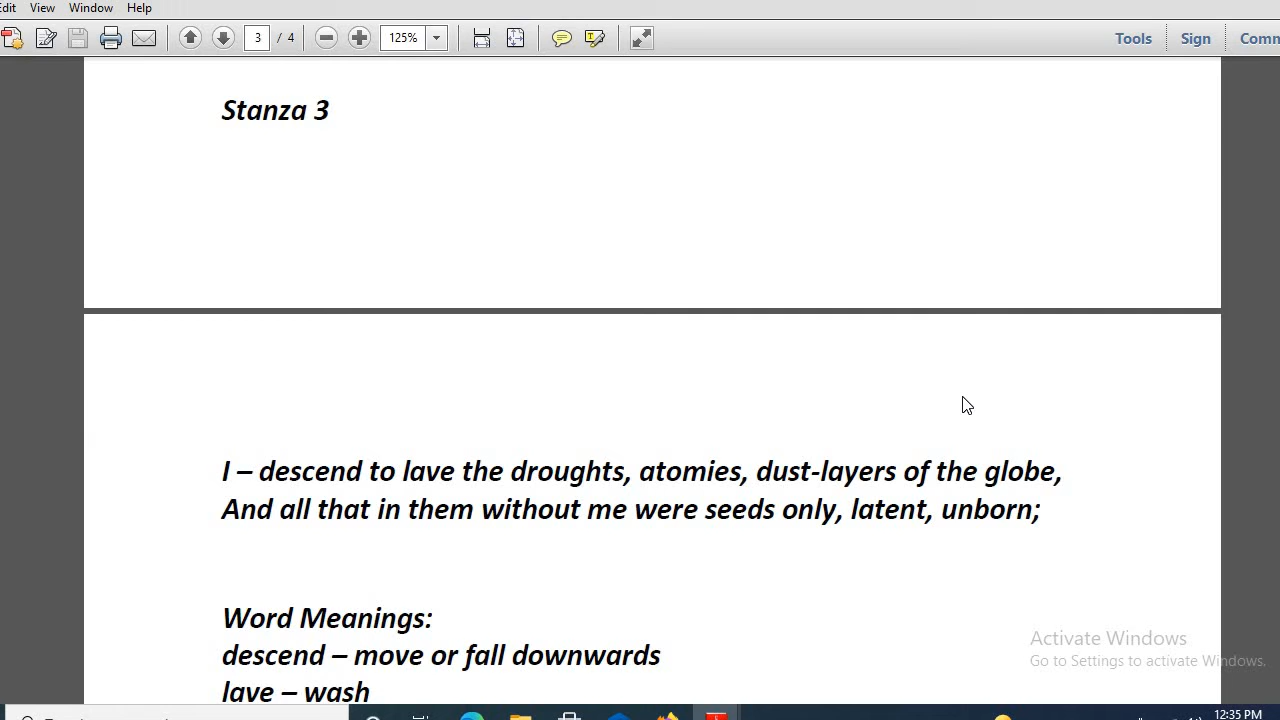 Edit View Window Help
3 / 4 125% Tools Sign Comm
Stanza 3
I – descend to lave the droughts, atomies, dust-layers of the globe,
And all that in them without me were seeds only, latent, unborn;
Word Meanings:
descend – move or fall downwards
lave – wash
Activate Windows
Go to Settings to activate Windows.
12:35 PM